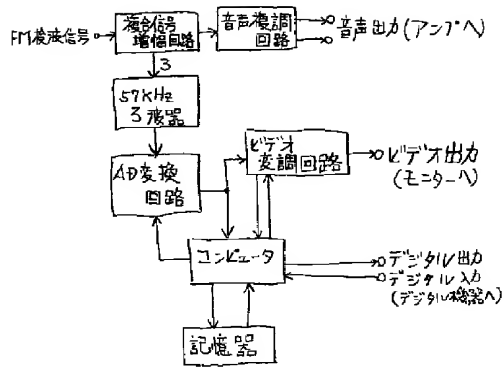 FM検波信号
複合信号
増幅回路
音声復調
回路
音声出力(アンプへ)
3
57KHz
3波器
AD変換
回路
ビデオ
変調回路
ビデオ出力
(モニターへ)
コンピュータ
デジタル出力
デジタル入力
(デジタル機器へ)
記憶器